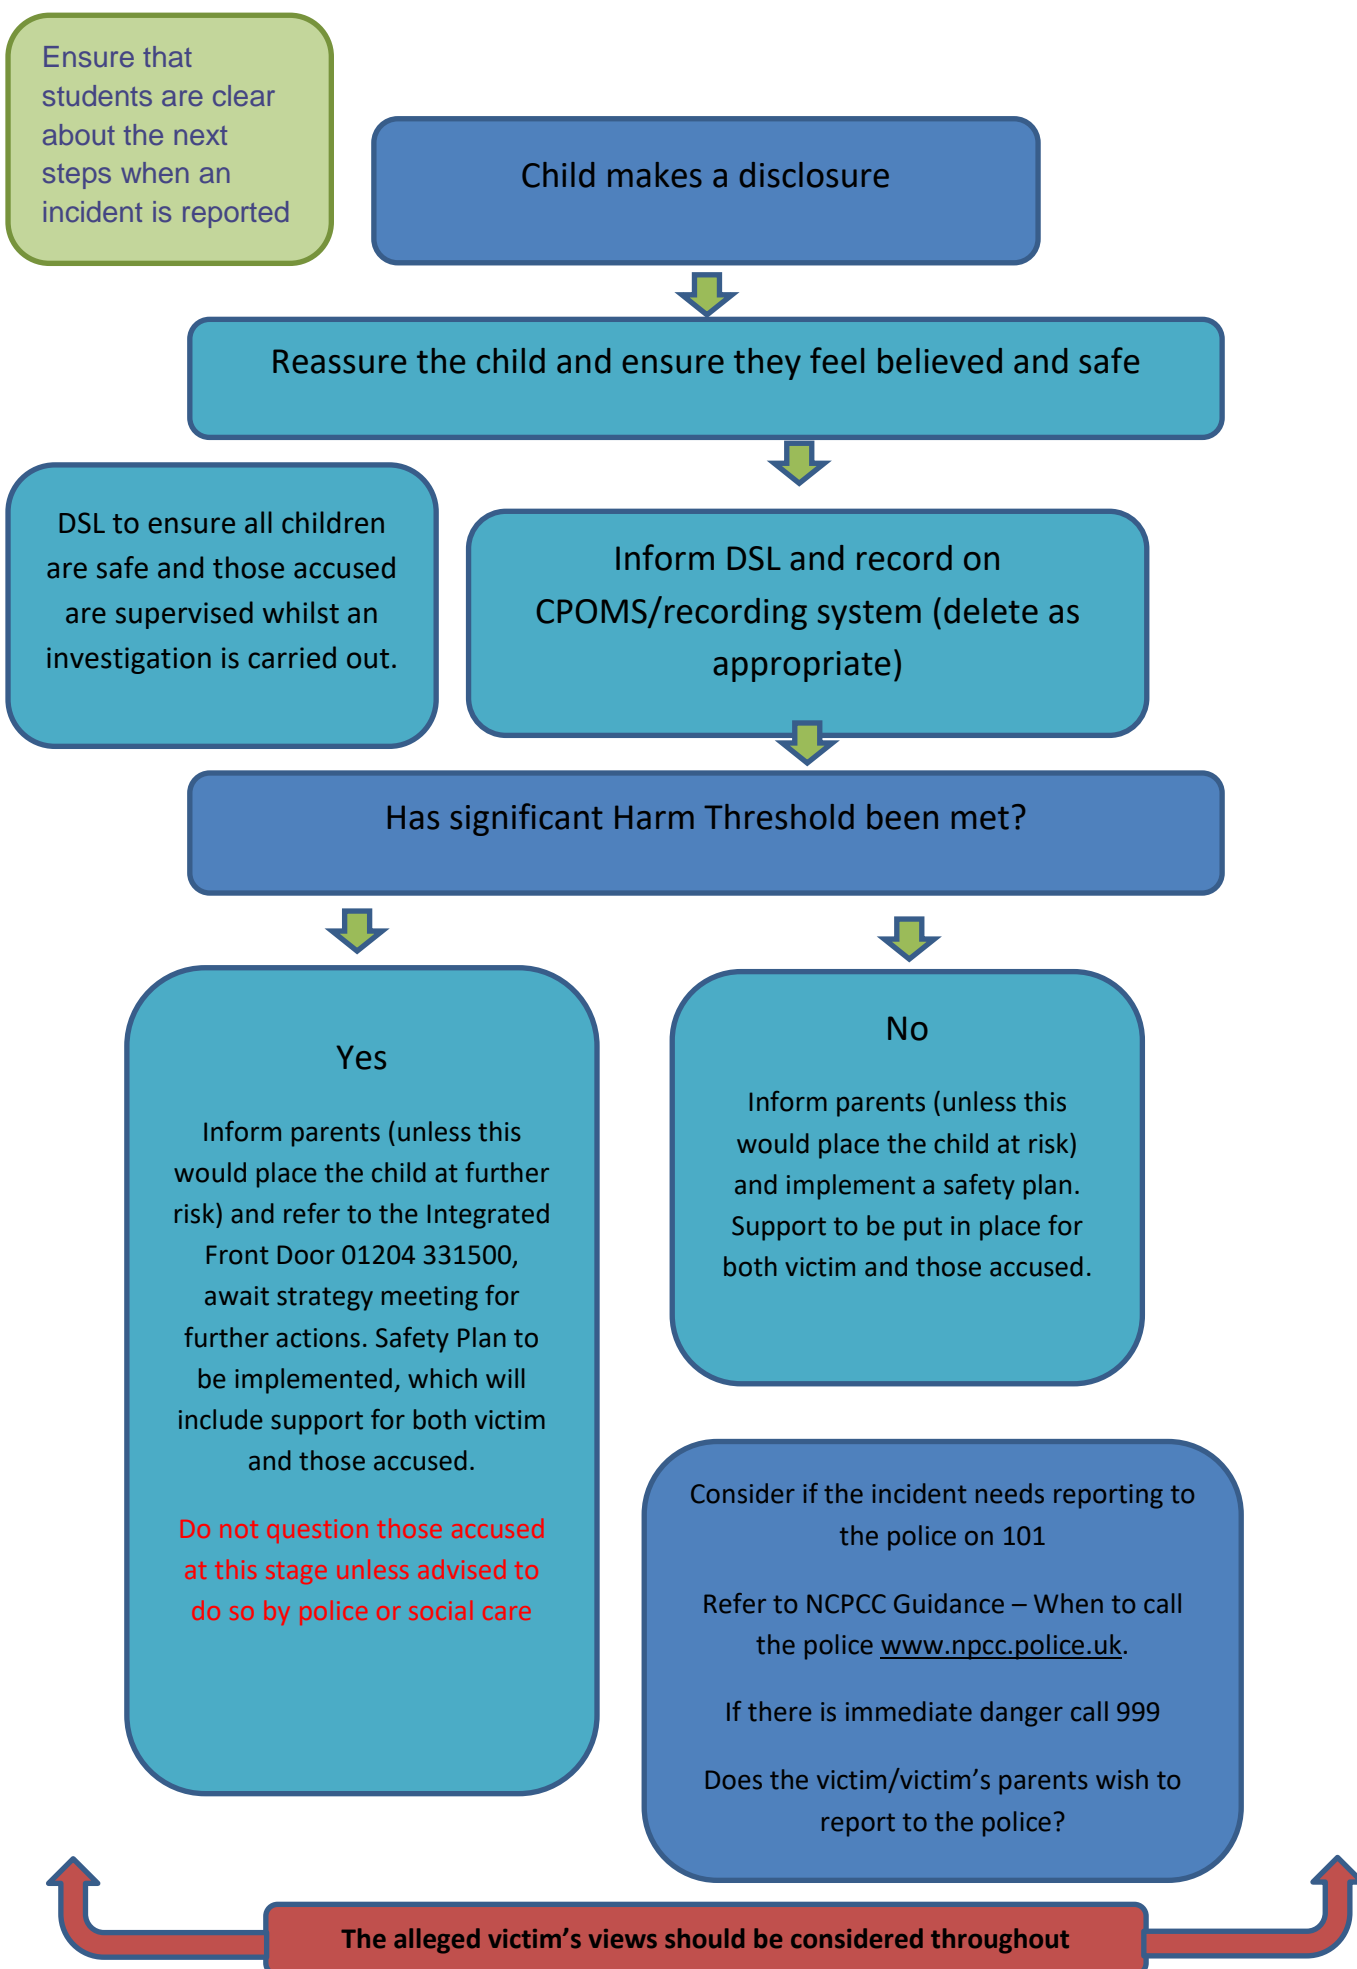 Ensure that
students are clear
about the next
steps when an
incident is reported
Child makes a disclosure
Reassure the child and ensure they feel believed and safe
DSL to ensure all children
are safe and those accused
are supervised whilst an
investigation is carried out.
Inform DSL and record on
CPOMS/recording system (delete as
appropriate)
Has significant Harm Threshold been met?
Yes
Inform parents (unless this
would place the child at further
risk) and refer to the Integrated
Front Door 01204 331500,
await strategy meeting for
further actions. Safety Plan to
be implemented, which will
include support for both victim
and those accused.
Do not question those accused
at this stage unless advised to
do so by police or social care
No
Inform parents (unless this
would place the child at risk)
and implement a safety plan.
Support to be put in place for
both victim and those accused.
Consider if the incident needs reporting to
the police on 101
Refer to NCPCC Guidance – When to call
the police www.npcc.police.uk.
If there is immediate danger call 999
Does the victim/victim’s parents wish to
report to the police?
The alleged victim’s views should be considered throughout